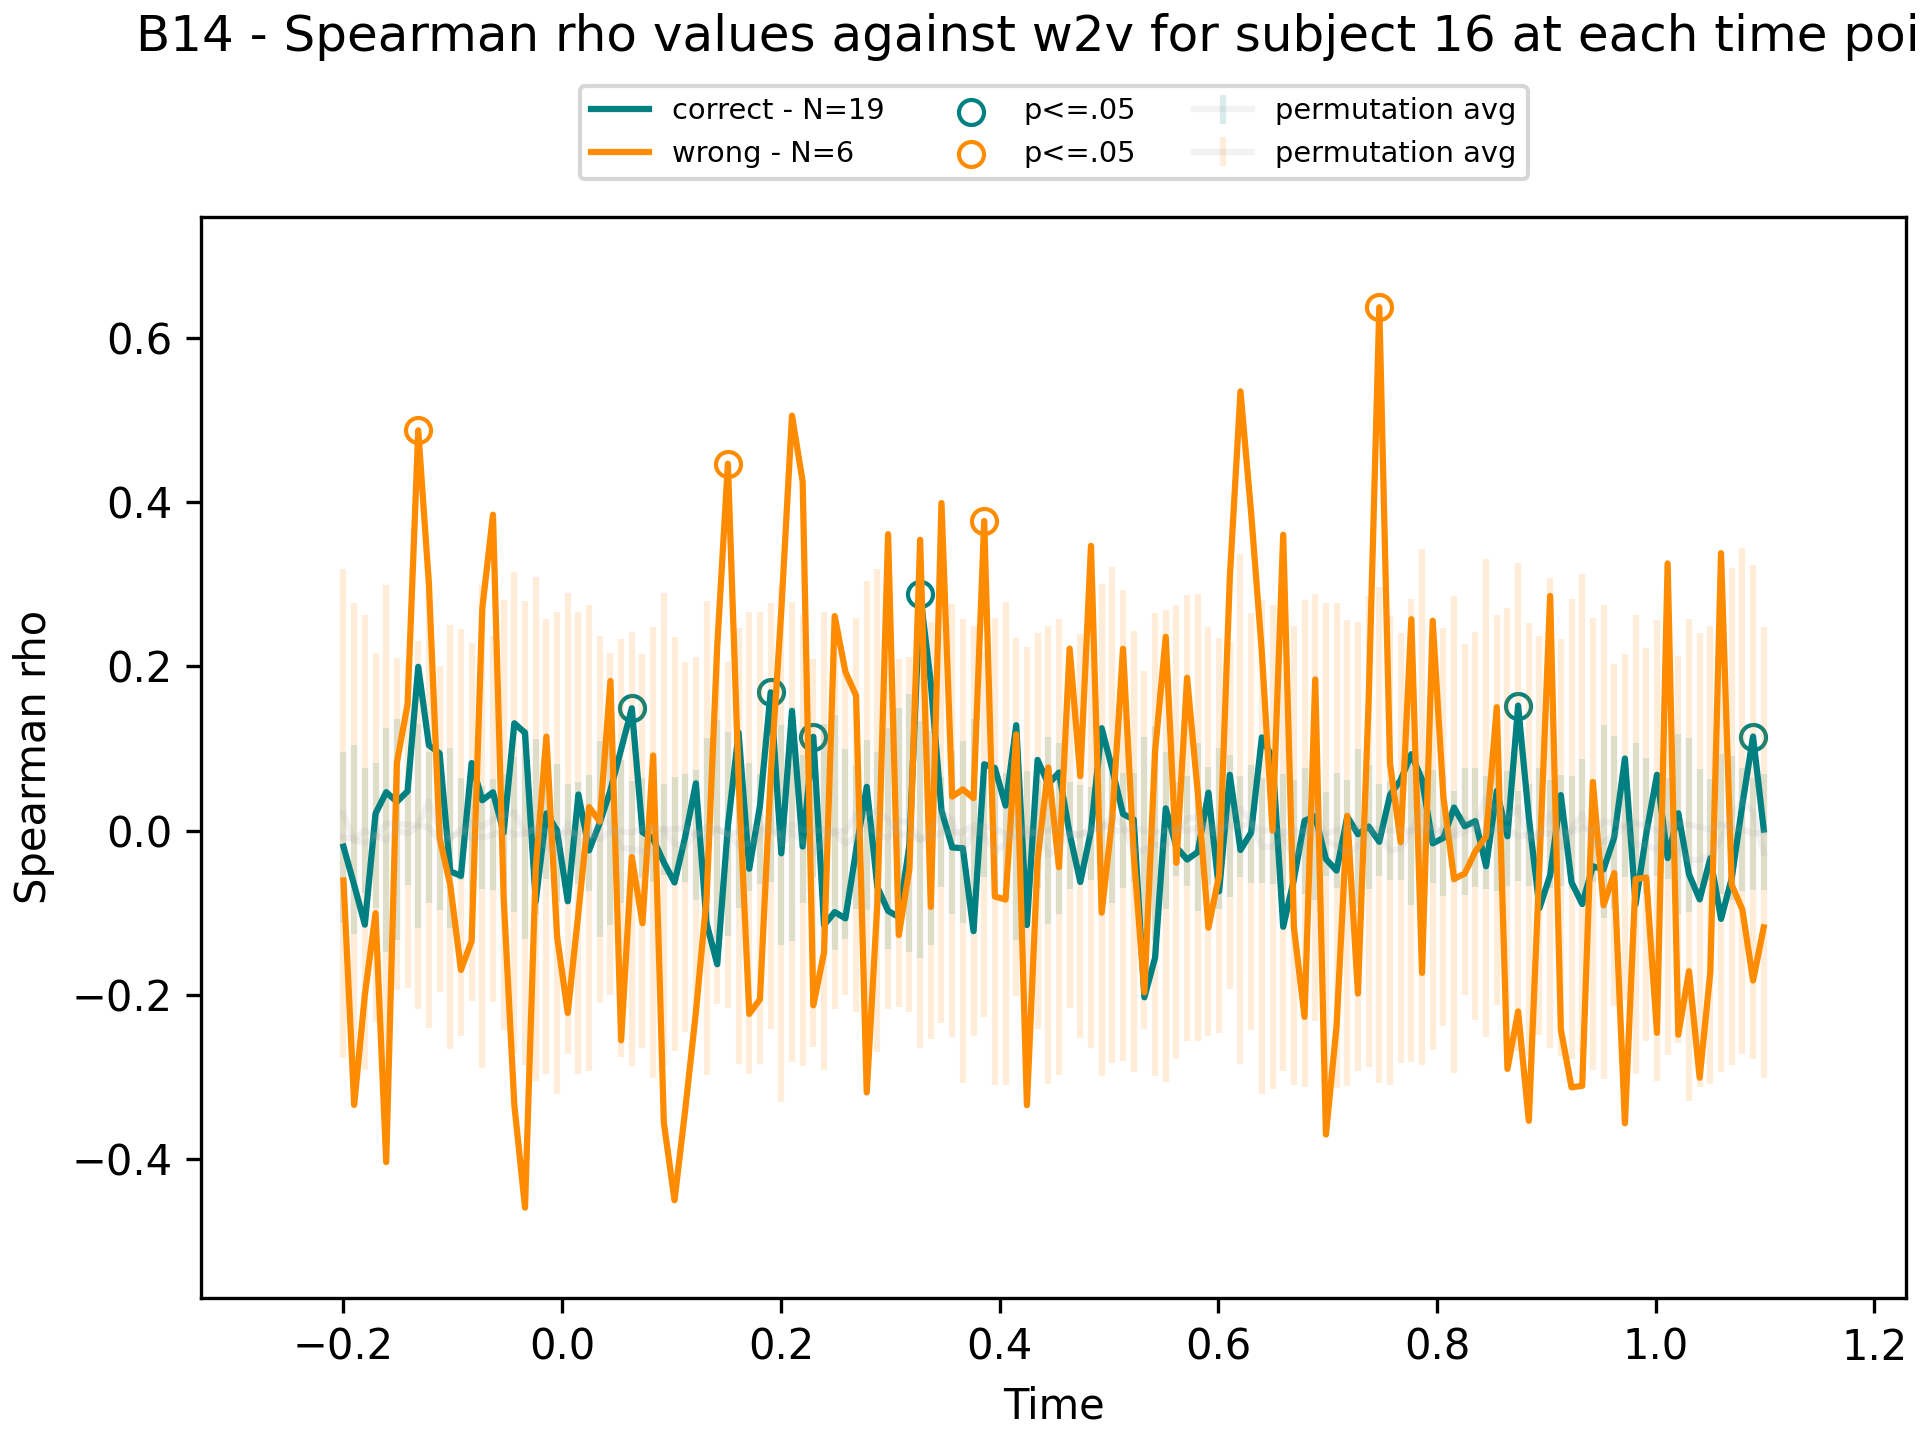 B14 - Spearman rho values against w2v for subject 16 at each time poi
correct - N=19
wrong - N=6
p<=.05
p<=.05
permutation avg
permutation avg
Spearman rho
0.6
0.4
0.2
0.0
−0.2
−0.4
−0.2 0.0 0.2 0.4 0.6 0.8 1.0 1.2
Time